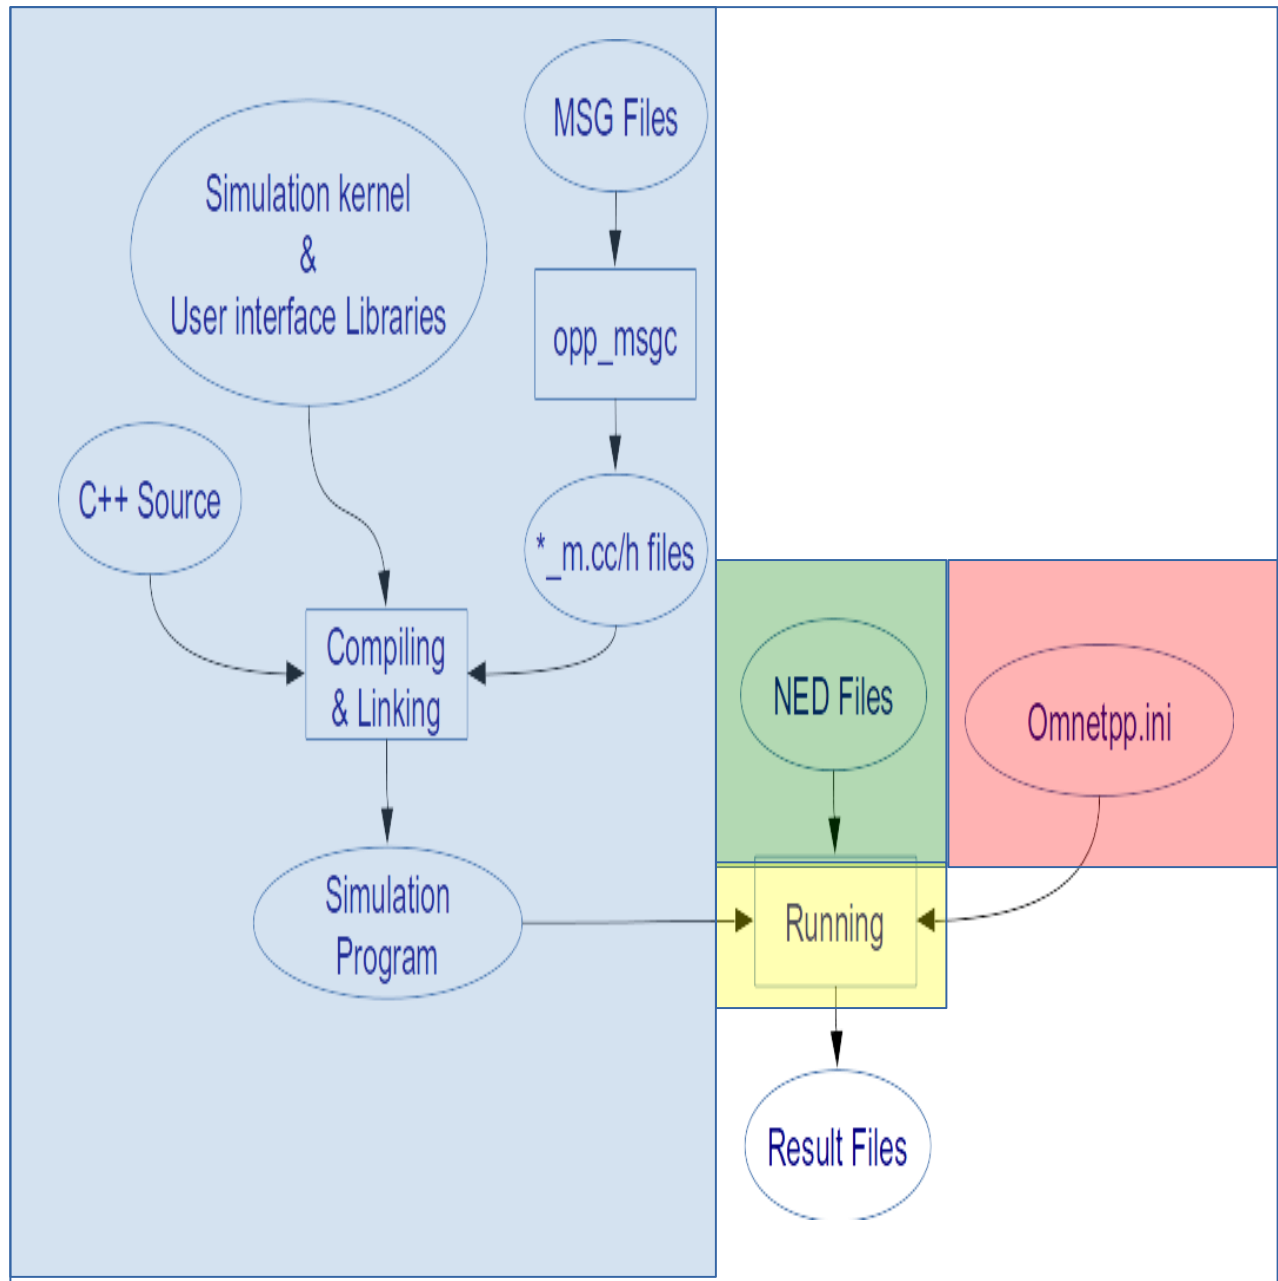 MSG Files
Simulation kernel
&
User interface Libraries
opp_msgc
C++ Source
*_m.cc/h files
Compiling
& Linking
NED Files
Omnetpp.ini
Simulation
Program
Running
Result Files